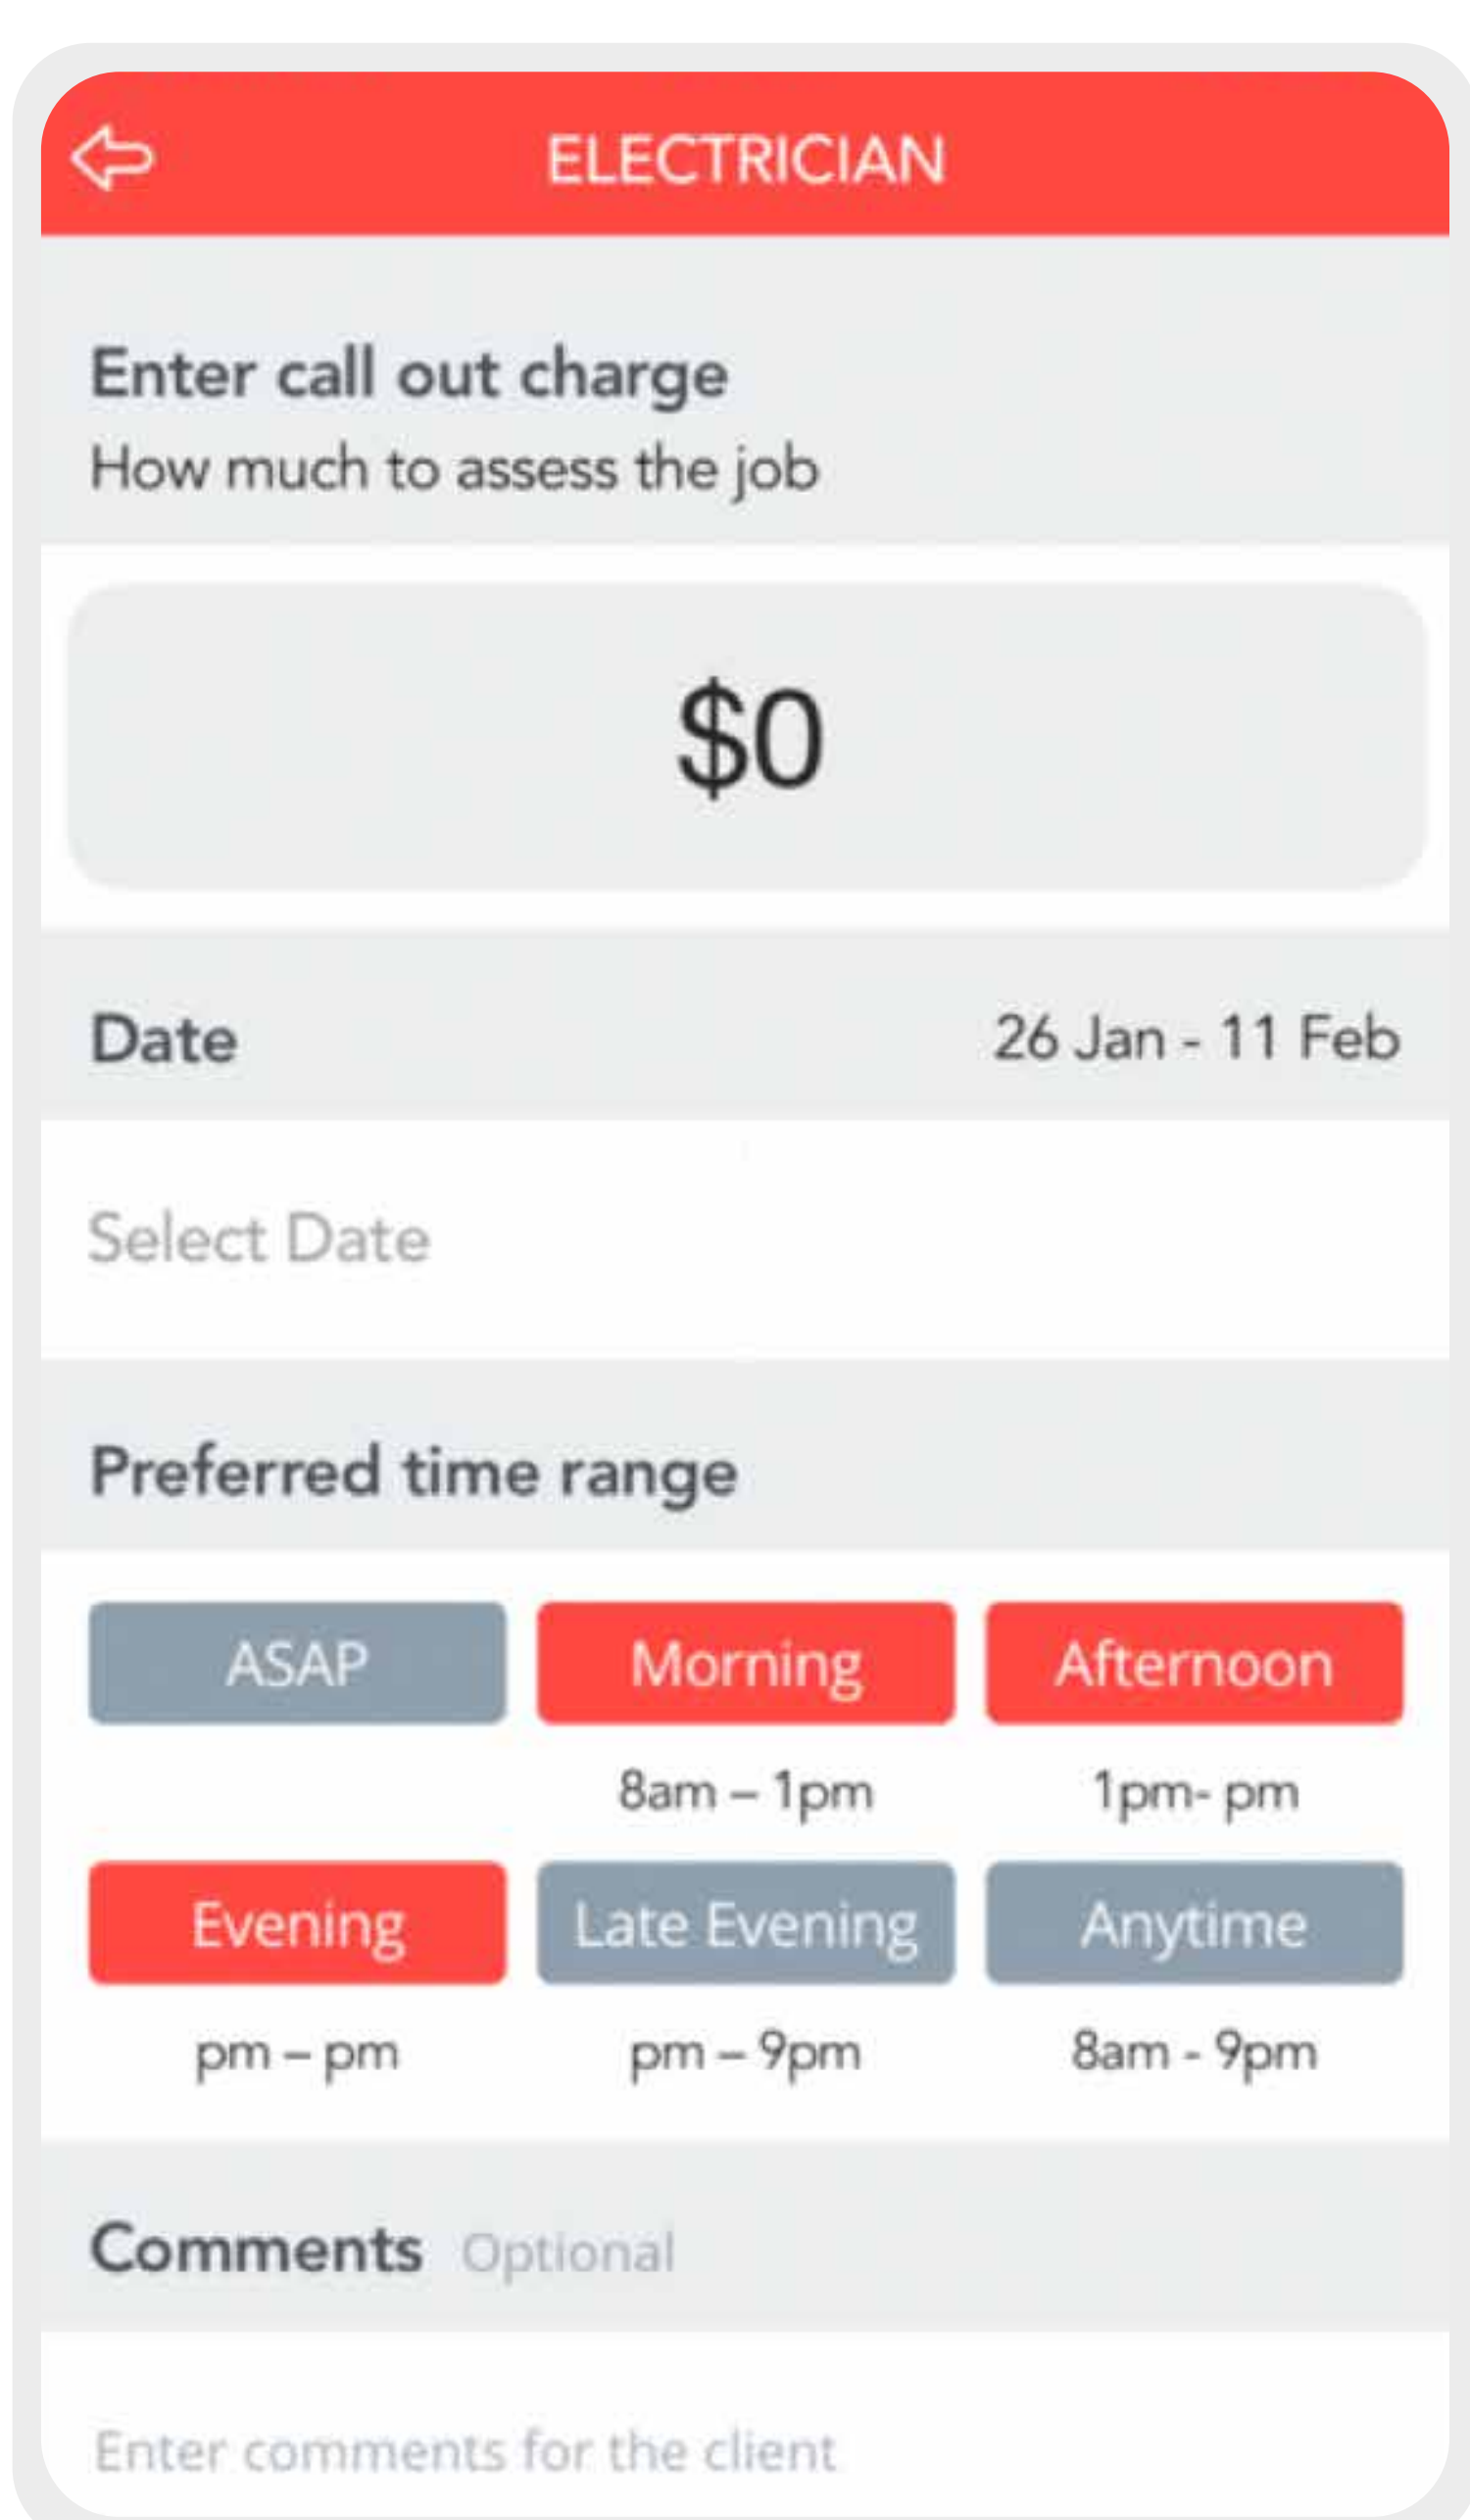 ELECTRICIAN
Enter call out charge
How much to assess the job
$0
Date 26 Jan - 11 Feb
Select Date
Preferred time range
ASAP Morning Afternoon
8am – 1pm 1pm- pm
Evening Late Evening Anytime
pm – pm pm – 9pm 8am - 9pm
Comments Optional
Enter comments for the client